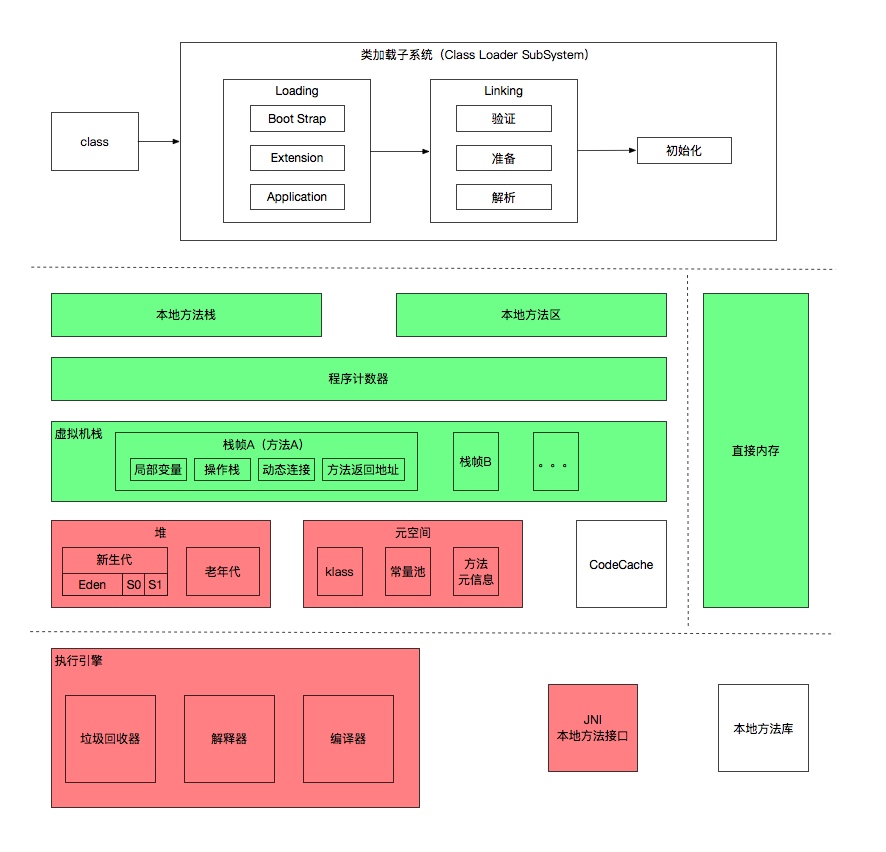 类加载子系统（Class Loader SubSystem）
Loading
Linking
class
Boot Strap
验证
Extension
准备
初始化
Application
解析
本地方法栈
本地方法区
程序计数器
直接内存
虚拟机栈
栈帧A（方法A）
局部变量
操作栈
动态连接
方法返回地址
栈帧B
。。。
堆
新生代
Eden
S0
S1
老年代
元空间
klass
常量池
方法
元信息
CodeCache
执行引擎
垃圾回收器
解释器
编译器
JNI
本地方法接口
本地方法库